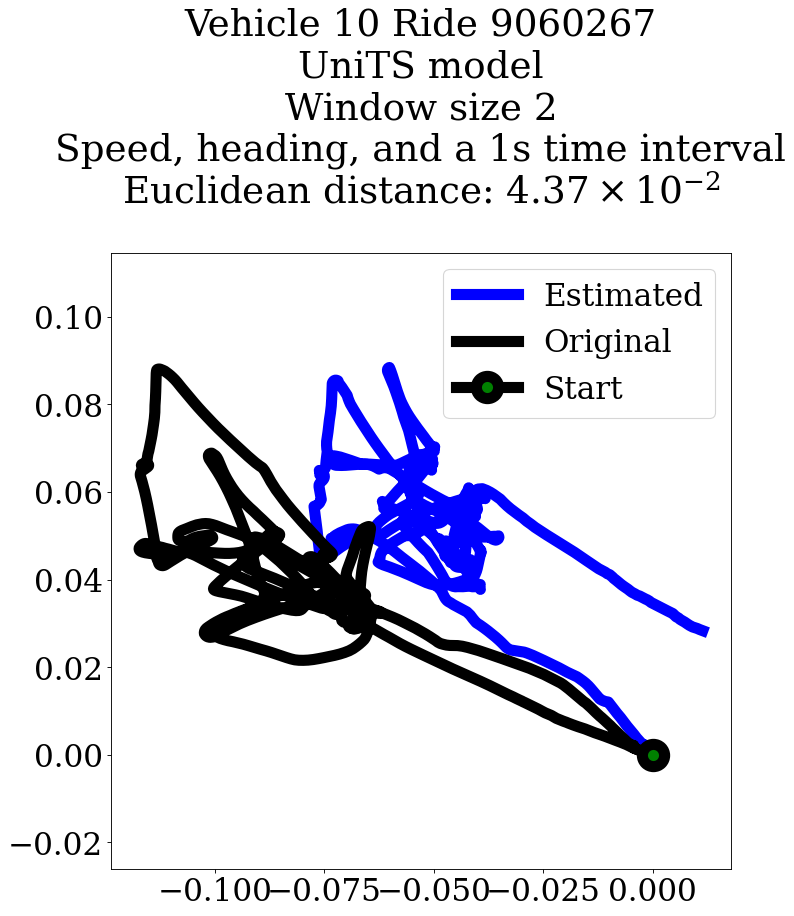 Vehicle 10 Ride 9060267
UniTS model
Window size 2
Speed, heading, and a 1s time interval
Euclidean distance: 4.37 × 10⁻²
Estimated
Original
Start
0.10
0.08
0.06
0.04
0.02
0.00
−0.02
−0.100
−0.075
−0.050
−0.025
0.000